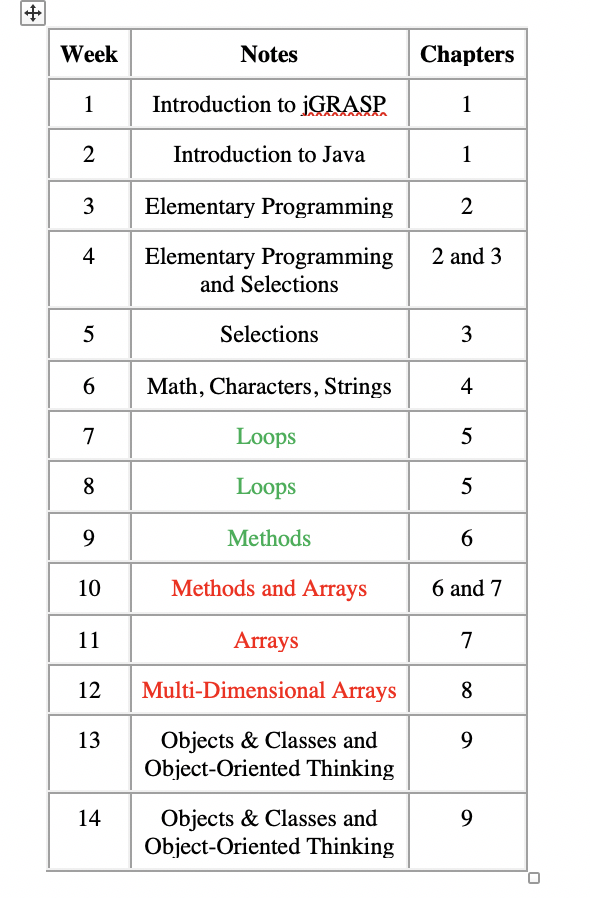 Week Notes Chapters
1 Introduction to jGRASP 1
2 Introduction to Java 1
3 Elementary Programming 2
4 Elementary Programming 2 and 3
and Selections
5 Selections 3
6 Math, Characters, Strings 4
7 Loops 5
8 Loops 5
9 Methods 6
10 Methods and Arrays 6 and 7
11 Arrays 7
12 Multi-Dimensional Arrays 8
13 Objects & Classes and 9
Object-Oriented Thinking
14 Objects & Classes and 9
Object-Oriented Thinking